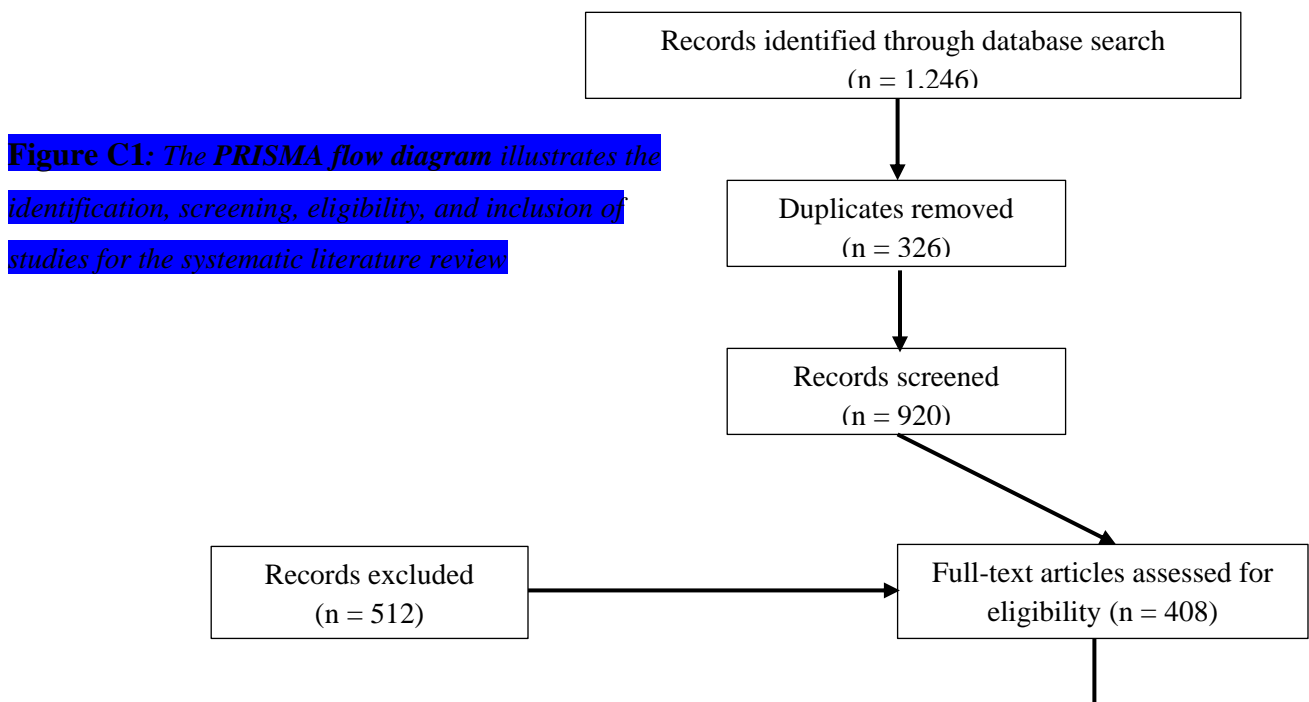 Records identified through database search
(n = 1,246)
Figure C1: The PRISMA flow diagram illustrates the
identification, screening, eligibility, and inclusion of
studies for the systematic literature review
Duplicates removed
(n = 326)
Records screened
(n = 920)
Records excluded
(n = 512)
Full-text articles assessed for
eligibility (n = 408)